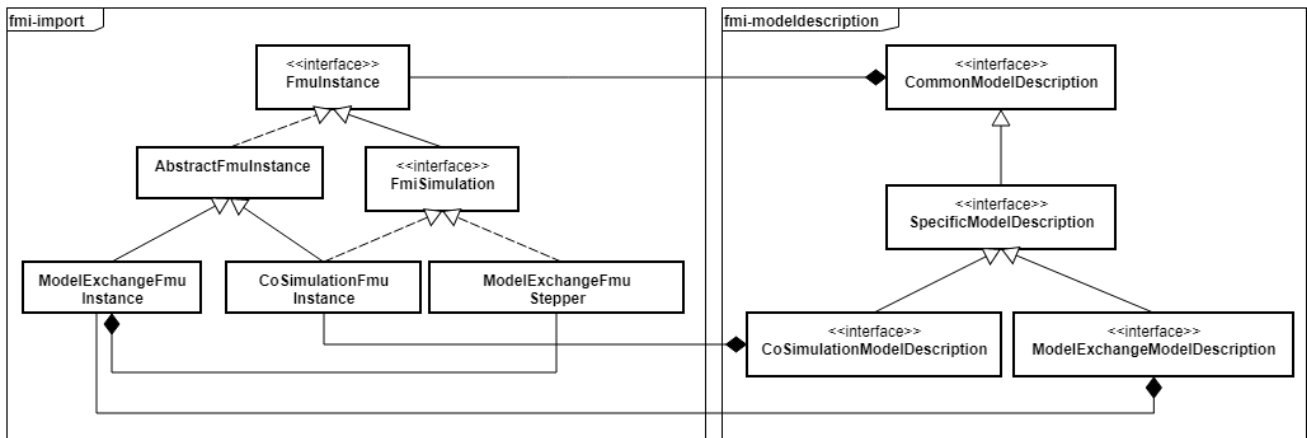 fmi-import
<<interface>>
FmuInstance
AbstractFmuInstance
<<interface>>
FmiSimulation
ModelExchangeFmu
Instance
CoSimulationFmu
Instance
ModelExchangeFmu
Stepper
fmi-modeldescription
<<interface>>
CommonModelDescription
<<interface>>
SpecificModelDescription
<<interface>>
CoSimulationModelDescription
<<interface>>
ModelExchangeModelDescription